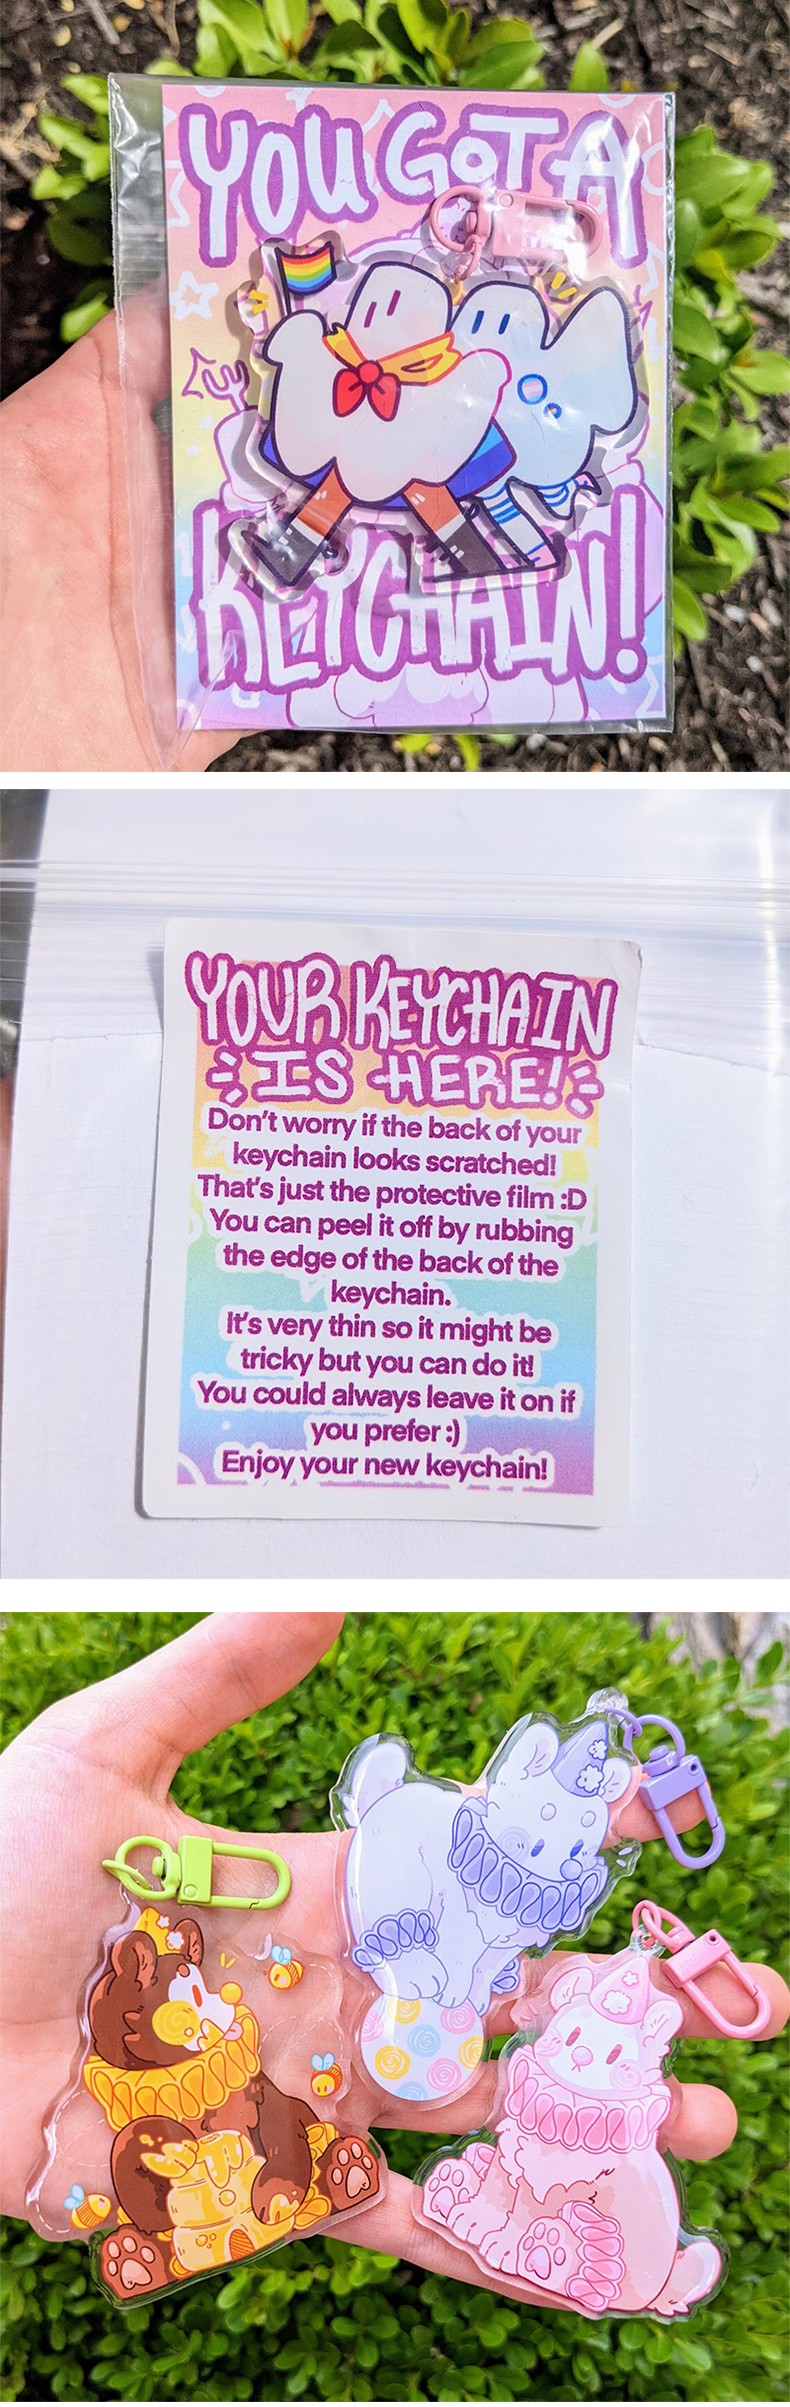 YOU GOT A
KEYCHAIN!
YOUR KEYCHAIN
IS HERE!
Don't worry if the back of your
keychain looks scratched!
That's just the protective film :D
You can peel it off by rubbing
the edge of the back of the
keychain.
It's very thin so it might be
tricky but you can do it!
You could always leave it on if
you prefer :)
Enjoy your new keychain!